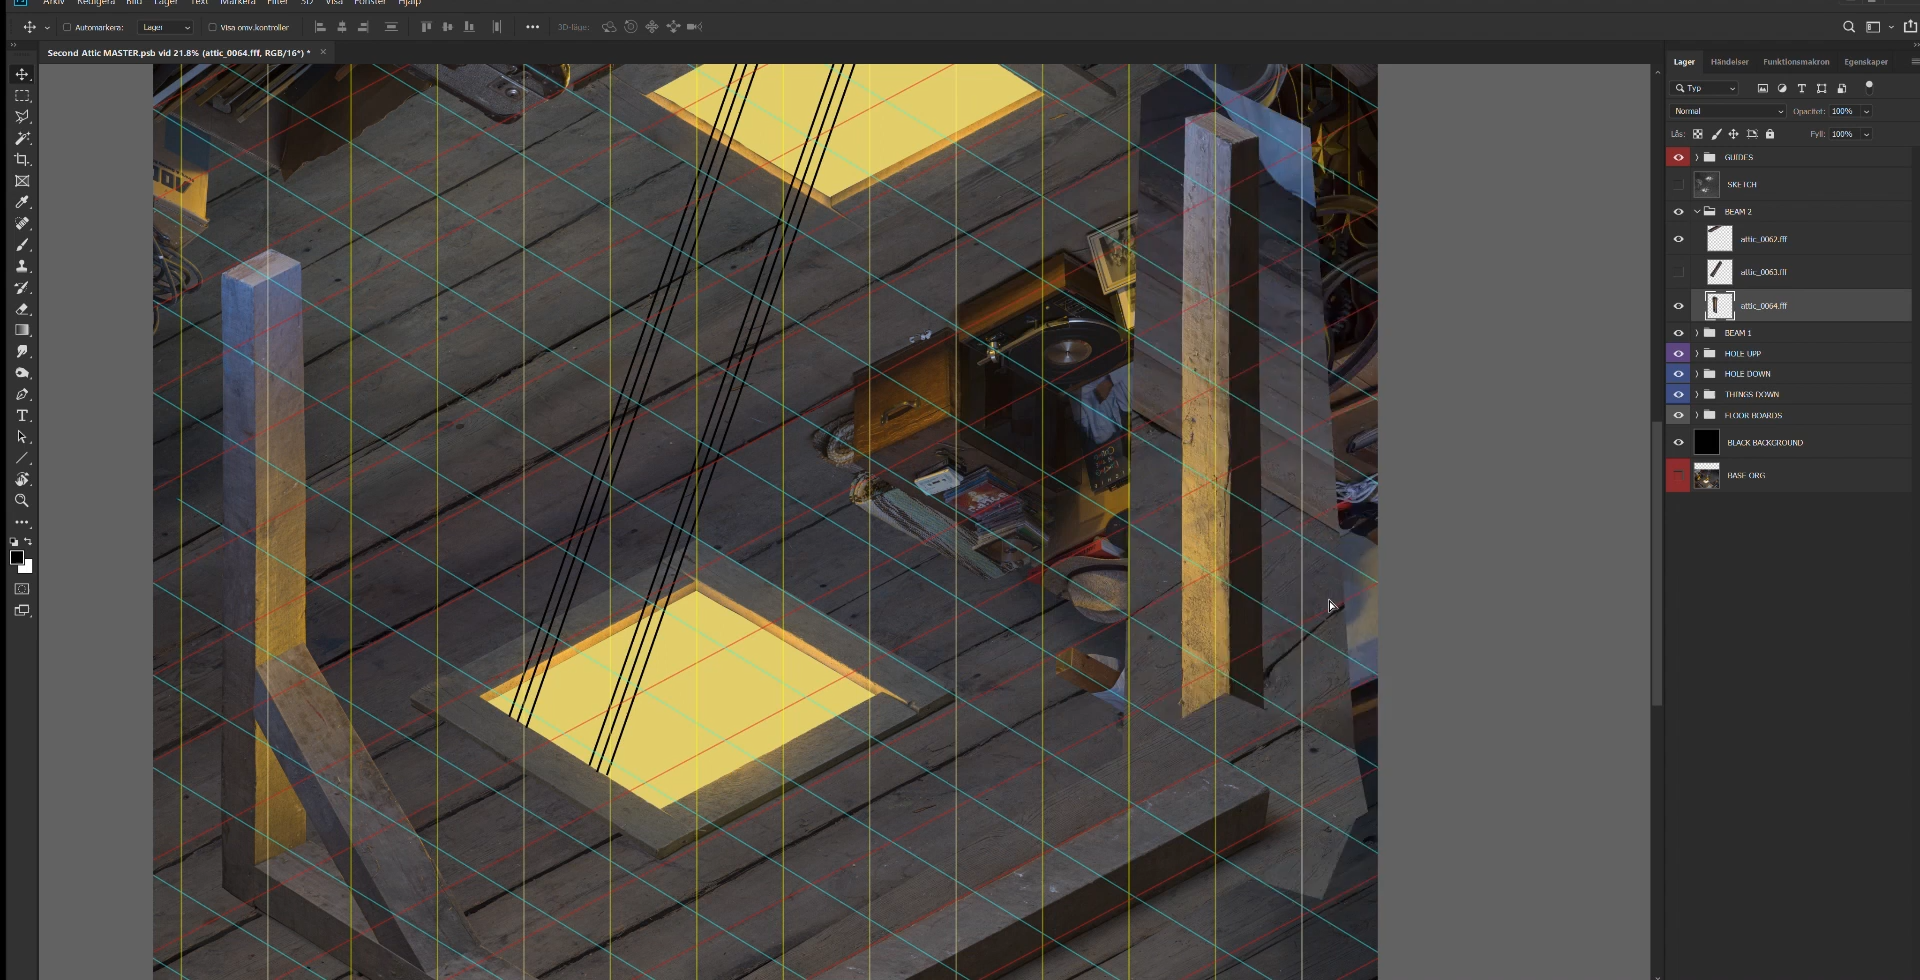 Arkiv Redigera Bild Lager Text Markera Filter 3D Visa Fönster Hjälp
Automarkera: Lager Visa omv.kontroller 3D-läge:
Second Attic MASTER.psb vid 21.8% (attic_0064.fff, RGB/16*) *
Lager Händelser Funktionsmakron Egenskaper
Typ
Normal Opacitet: 100%
Lås: Fyll: 100%
GUIDES
SKETCH
BEAM 2
attic_0062.fff
attic_0063.fff
attic_0064.fff
BEAM 1
HOLE UPP
HOLE DOWN
THINGS DOWN
FLOOR BOARDS
BLACK BACKGROUND
BASE ORG